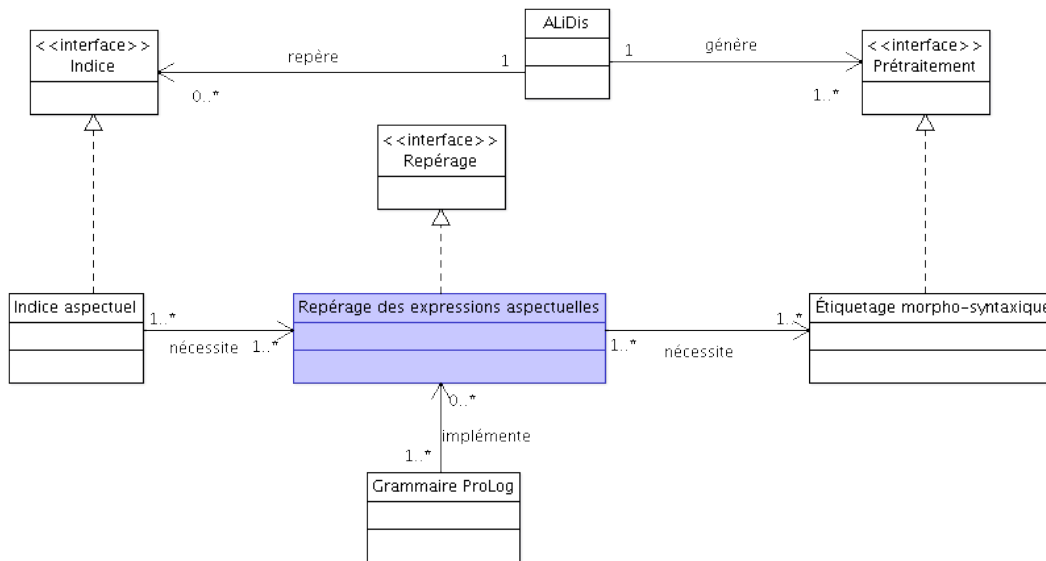 ALiDis
<<interface>>
Indice
repère
1
0..*
1
génère
1..*
<<interface>>
Prétraitement
<<interface>>
Repérage
Indice aspectuel
1..*
nécessite
1..*
Repérage des expressions aspectuelles
1..*
nécessite
1..*
Étiquetage morpho-syntaxique
0..*
implémente
1..*
Grammaire ProLog